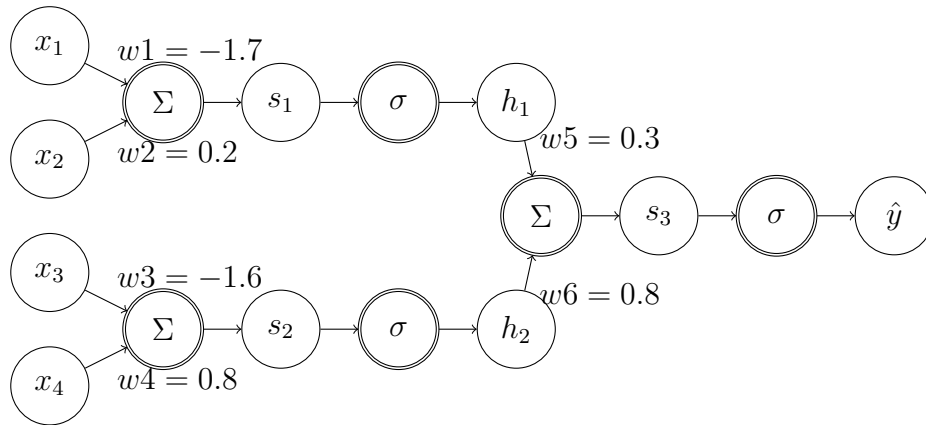 x₁
w1 = −1.7
Σ
s₁
σ
h₁
x₂
w2 = 0.2
w5 = 0.3
Σ
s₃
σ
ŷ
x₃
w3 = −1.6
Σ
s₂
σ
h₂
w6 = 0.8
x₄
w4 = 0.8